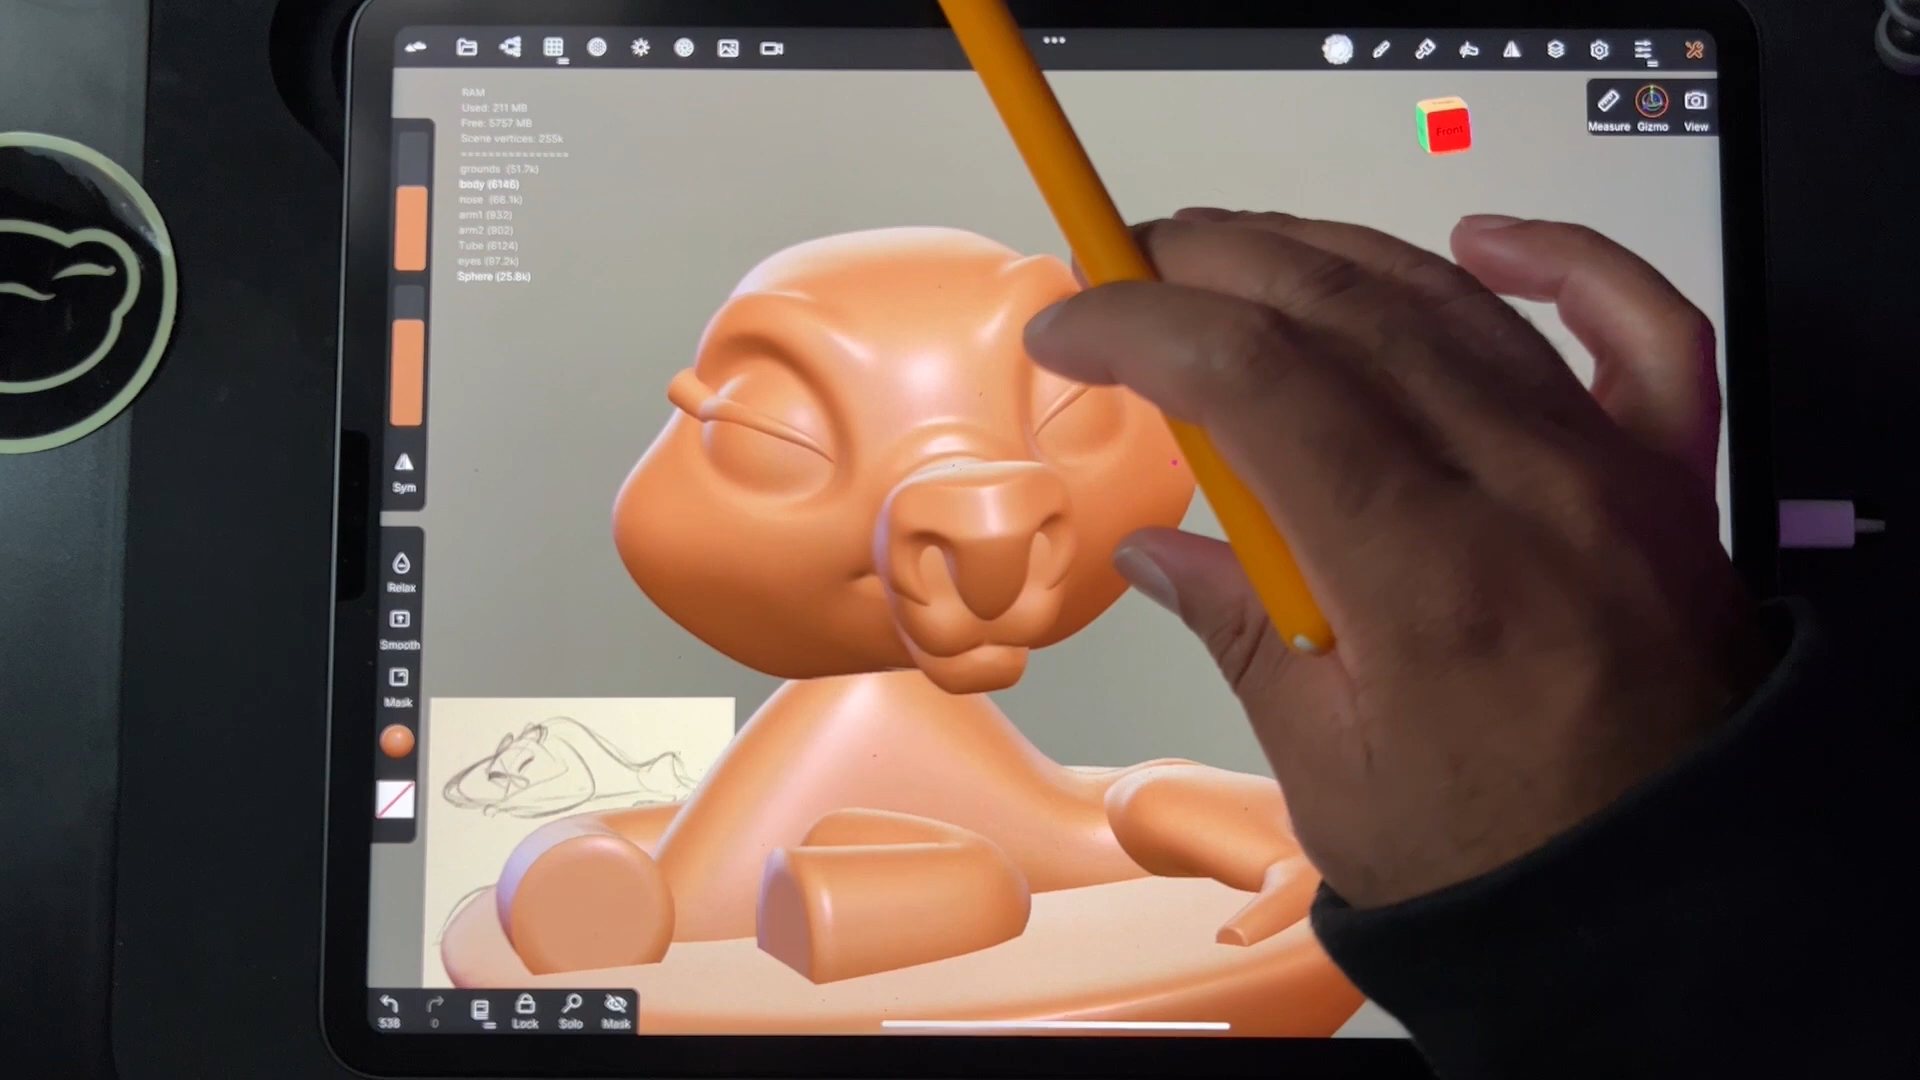 RAM
Used: 211 MB
Free: 5757 MB
Scene vertices: 255k
================
grounds (51.7k)
body (6146)
nose (66.1k)
arm1 (932)
arm2 (902)
Tube (6124)
eyes (97.2k)
Sphere (25.8k)
Front
Measure Gizmo View
Sym
Relax
Smooth
Mask
538 0 Lock Solo Mask